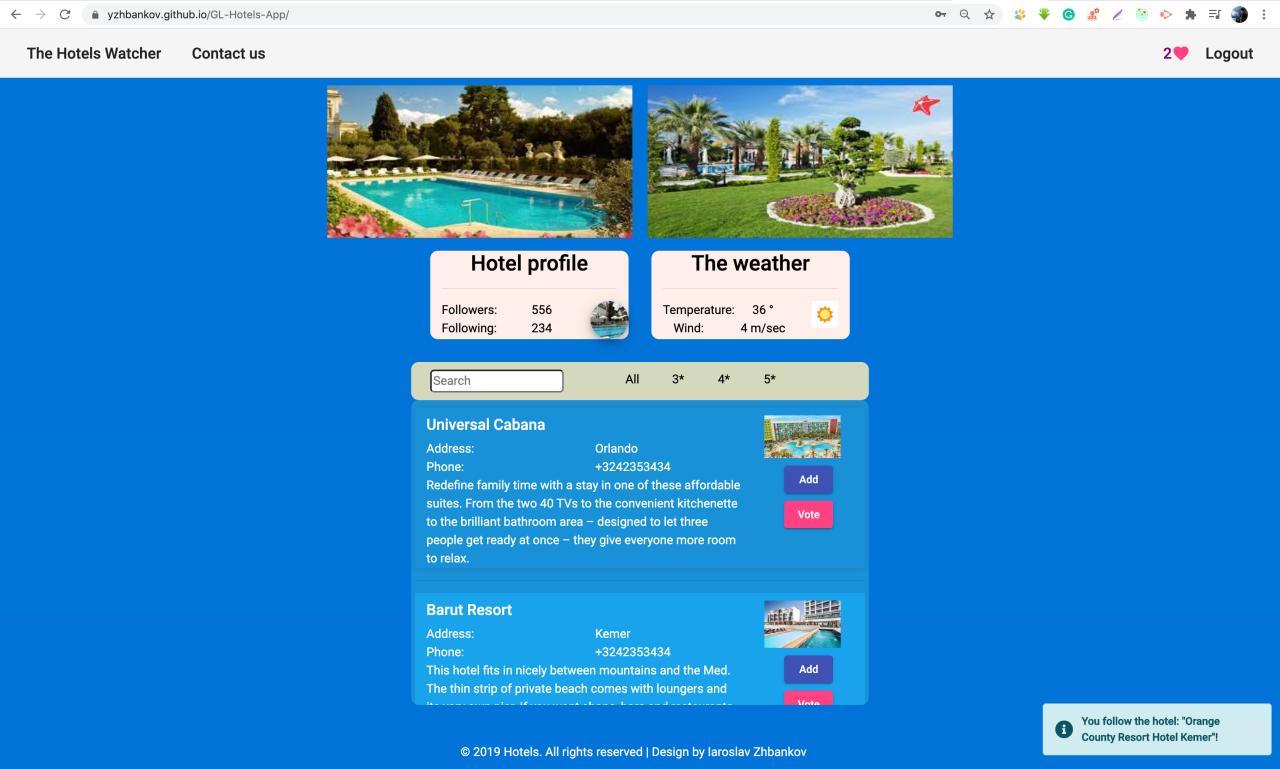 yzhbankov.github.io/GL-Hotels-App/
The Hotels Watcher Contact us 2 Logout
Hotel profile
Followers: 556
Following: 234
The weather
Temperature: 36 °
Wind: 4 m/sec
Search All 3* 4* 5*
Universal Cabana
Address: Orlando
Phone: +3242353434
Redefine family time with a stay in one of these affordable
suites. From the two 40 TVs to the convenient kitchenette
to the brilliant bathroom area – designed to let three
people get ready at once – they give everyone more room
to relax.
Add
Vote
Barut Resort
Address: Kemer
Phone: +3242353434
This hotel fits in nicely between mountains and the Med.
The thin strip of private beach comes with loungers and
Add
Vote
You follow the hotel: "Orange
County Resort Hotel Kemer"!
© 2019 Hotels. All rights reserved | Design by Iaroslav Zhbankov